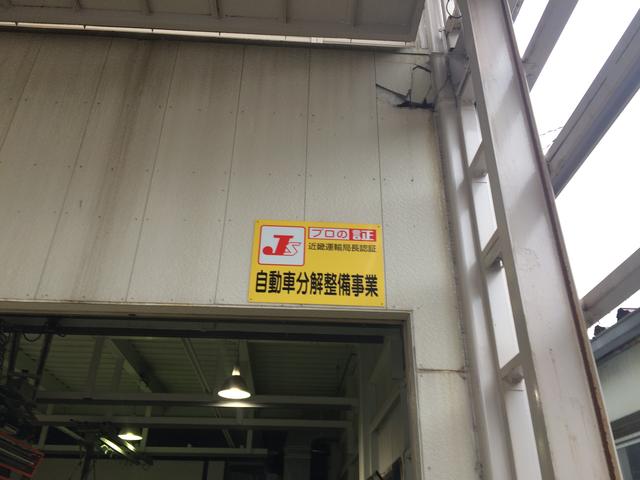 JS
プロの証
近畿運輸局長認証
自動車分解整備事業